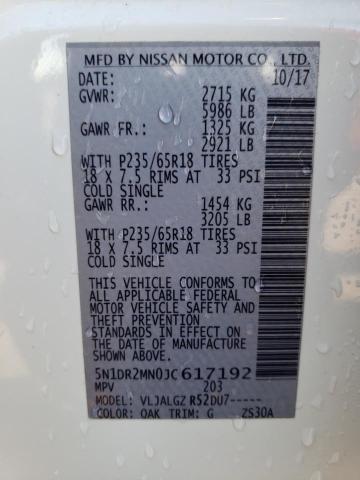 MFD BY NISSAN MOTOR CO., LTD.
DATE: 10/17
GVWR: 2715 KG
5986 LB
GAWR FR.: 1325 KG
2921 LB
WITH P235/65R18 TIRES
18 X 7.5 RIMS AT 33 PSI
COLD SINGLE
GAWR RR.: 1454 KG
3205 LB
WITH P235/65R18 TIRES
18 X 7.5 RIMS AT 33 PSI
COLD SINGLE
THIS VEHICLE CONFORMS TO
ALL APPLICABLE FEDERAL
MOTOR VEHICLE SAFETY
STANDARDS IN EFFECT ON
THE DATE OF MANUFACTURE
SHOWN ABOVE.
5N1DR2MN0JC617192
MPV 203
MODEL: VLJALGZ R52DU7-----
COLOR: QAK TRIM: G ZS30A